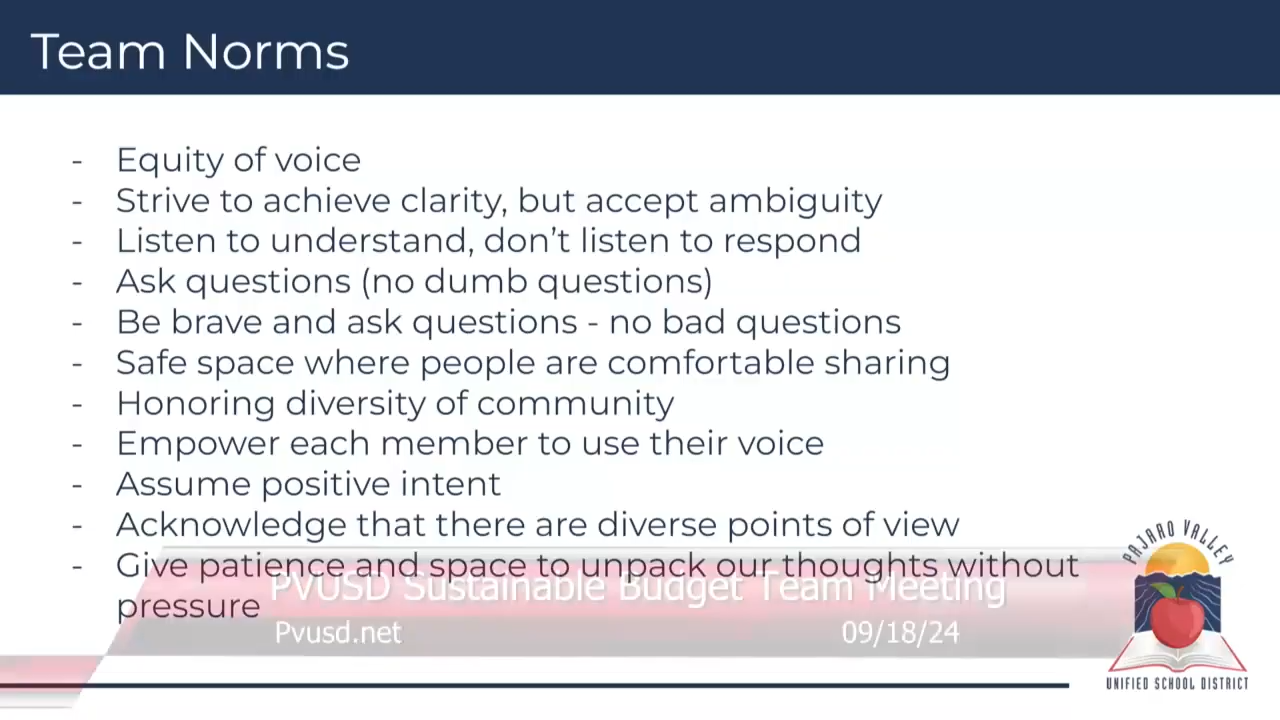 Team Norms
- Equity of voice
- Strive to achieve clarity, but accept ambiguity
- Listen to understand, don’t listen to respond
- Ask questions (no dumb questions)
- Be brave and ask questions - no bad questions
- Safe space where people are comfortable sharing
- Honoring diversity of community
- Empower each member to use their voice
- Assume positive intent
- Acknowledge that there are diverse points of view
- Give patience and space to unpack our thoughts without
pressure
PVUSD Sustainable Budget Team Meeting
Pvusd.net 09/18/24
PAJARO VALLEY
UNIFIED SCHOOL DISTRICT